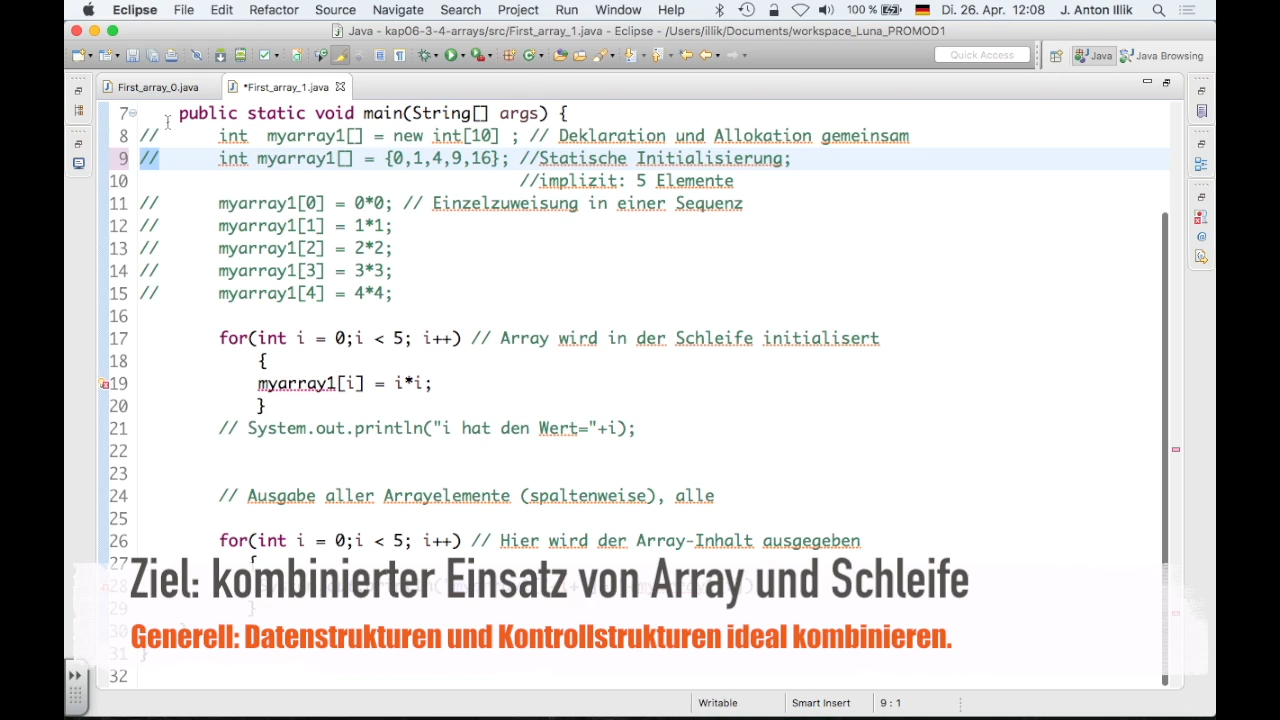 Eclipse File Edit Refactor Source Navigate Search Project Run Window Help 100 % Di. 26. Apr. 12:08 J. Anton Illik
Java - kap06-3-4-arrays/src/First_array_1.java - Eclipse - /Users/illik/Documents/workspace_Luna_PROMOD1
Quick Access Java Java Browsing
First_array_0.java *First_array_1.java
7 public static void main(String[] args) {
8 // int myarray1[] = new int[10] ; // Deklaration und Allokation gemeinsam
9 // int myarray1[] = {0,1,4,9,16}; //Statische Initialisierung;
10 //implizit: 5 Elemente
11 // myarray1[0] = 0*0; // Einzelzuweisung in einer Sequenz
12 // myarray1[1] = 1*1;
13 // myarray1[2] = 2*2;
14 // myarray1[3] = 3*3;
15 // myarray1[4] = 4*4;
16
17 for(int i = 0;i < 5; i++) // Array wird in der Schleife initialisert
18 {
19 myarray1[i] = i*i;
20 }
21 // System.out.println("i hat den Wert="+i);
22
23
24 // Ausgabe aller Arrayelemente (spaltenweise), alle
25
26 for(int i = 0;i < 5; i++) // Hier wird der Array-Inhalt ausgegeben
27 {
Ziel: kombinierter Einsatz von Array und Schleife
28
29 }
Generell: Datenstrukturen und Kontrollstrukturen ideal kombinieren.
30 }
31 }
32
Writable Smart Insert 9 : 1